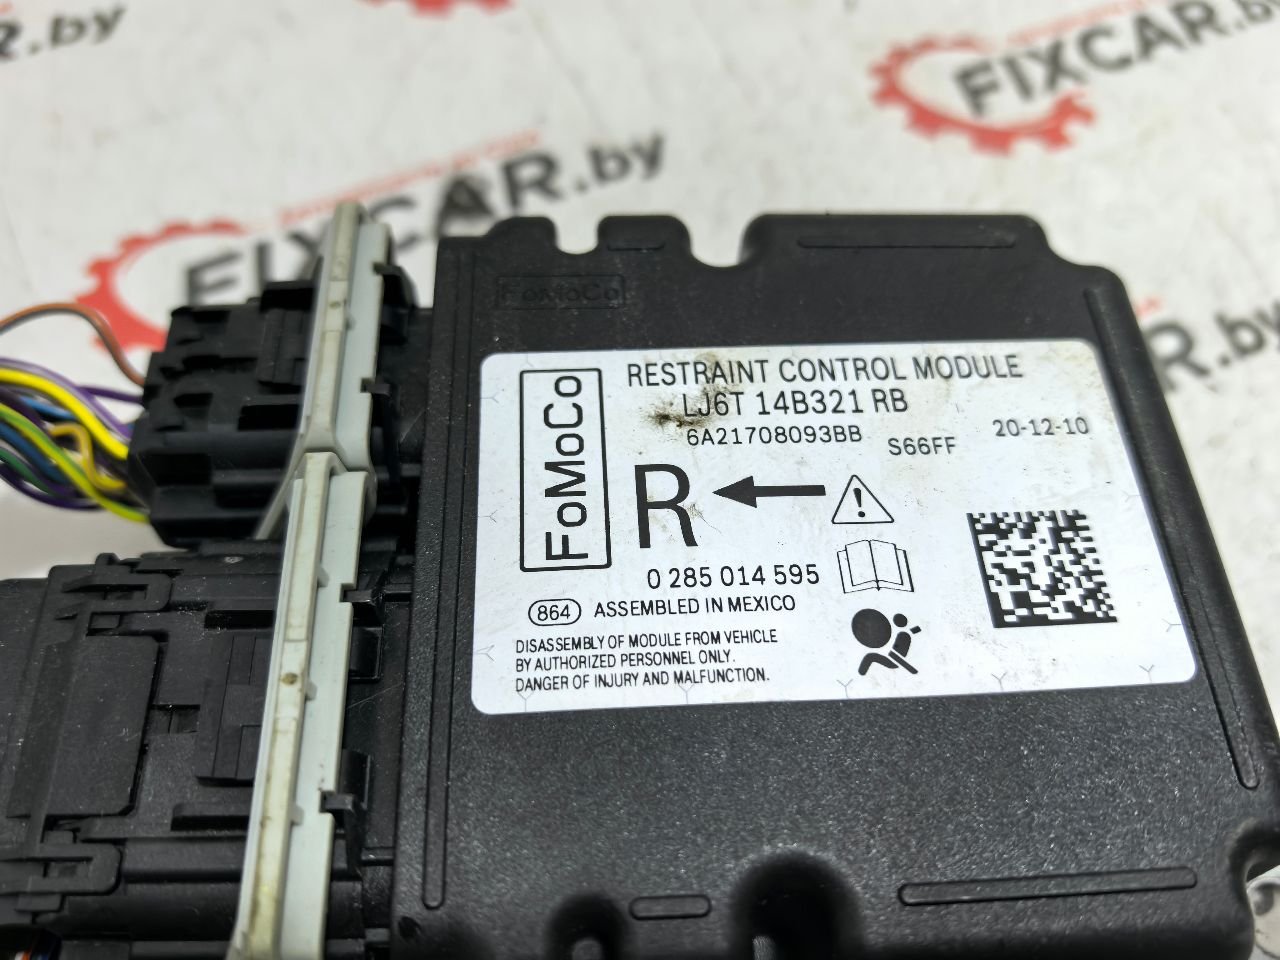 .by
FIXCAR.by
FIXCAR.by
R.by
FoMoCo
FoMoCo
RESTRAINT CONTROL MODULE
LJ6T 14B321 RB
6A21708093BB S66FF 20-12-10
R
0 285 014 595
864 ASSEMBLED IN MEXICO
DISASSEMBLY OF MODULE FROM VEHICLE
BY AUTHORIZED PERSONNEL ONLY.
DANGER OF INJURY AND MALFUNCTION.